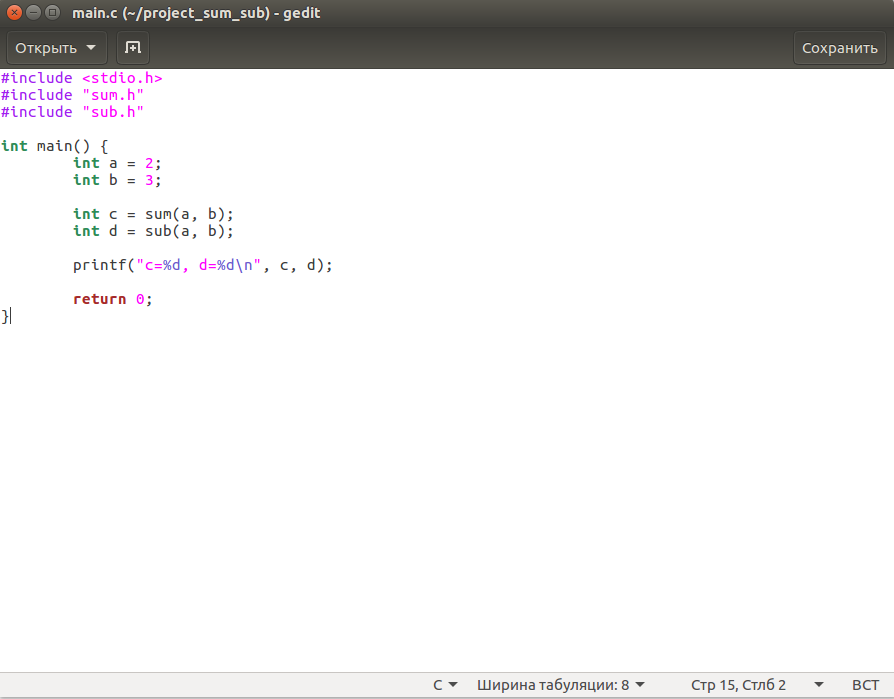 main.c (~/project_sum_sub) - gedit
Открыть
Сохранить
#include <stdio.h>
#include "sum.h"
#include "sub.h"
int main() {
        int a = 2;
        int b = 3;
        int c = sum(a, b);
        int d = sub(a, b);
        printf("c=%d, d=%d\n", c, d);
        return 0;
}
C Ширина табуляции: 8 Стр 15, Стлб 2 ВСТ